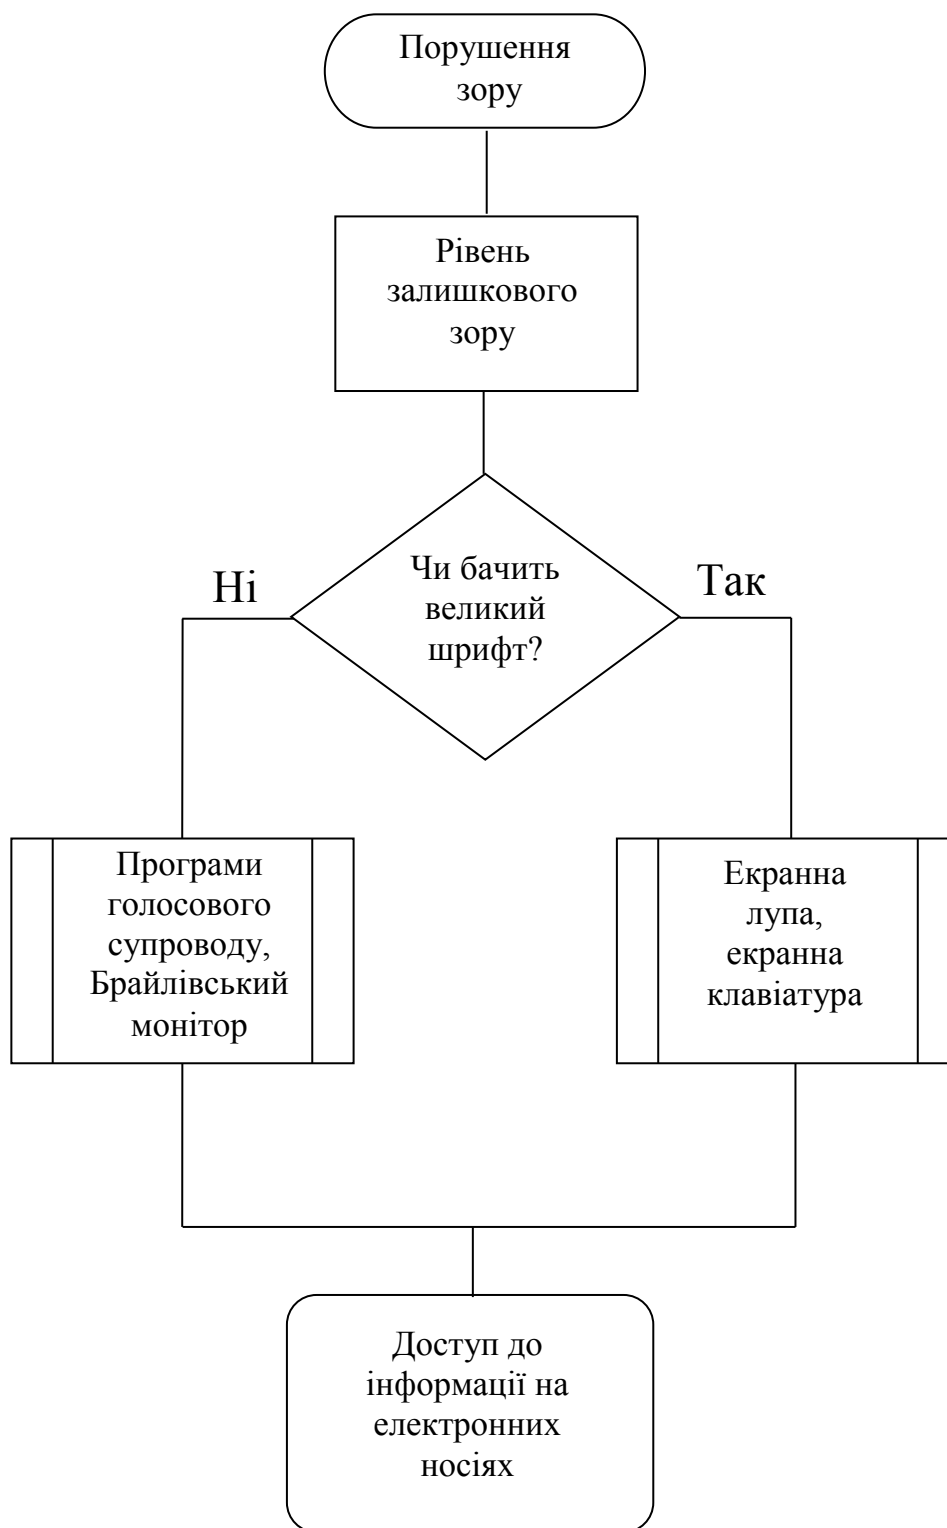 Порушення
зору
Рівень
залишкового
зору
Чи бачить
великий
шрифт?
Ні
Так
Програми
голосового
супроводу,
Брайлівський
монітор
Екранна
лупа,
екранна
клавіатура
Доступ до
інформації на
електронних
носіях